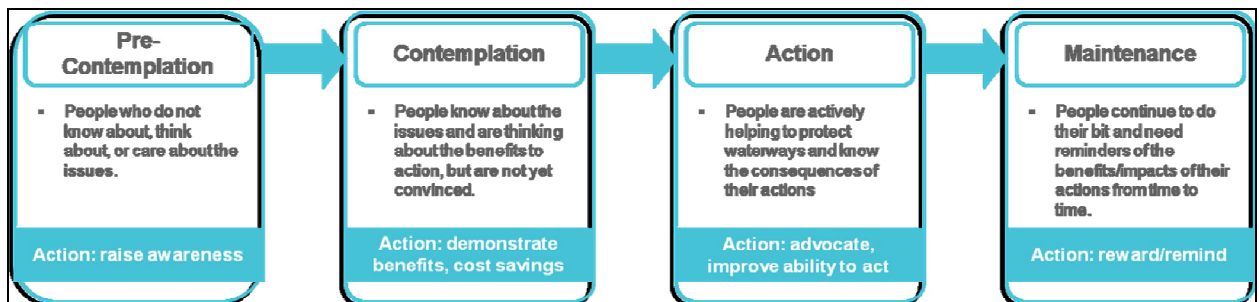 Pre-
Contemplation
▪ People who do not
know about, think
about, or care about the
issues.
Action: raise awareness
Contemplation
▪ People know about the
issues and are thinking
about the benefits to
action, but are not yet
convinced.
Action: demonstrate
benefits, cost savings
Action
▪ People are actively
helping to protect
waterways and know
the consequences of
their actions
Action: advocate,
improve ability to act
Maintenance
▪ People continue to do
their bit and need
reminders of the
benefits/impacts of their
actions from time to
time.
Action: reward/remind